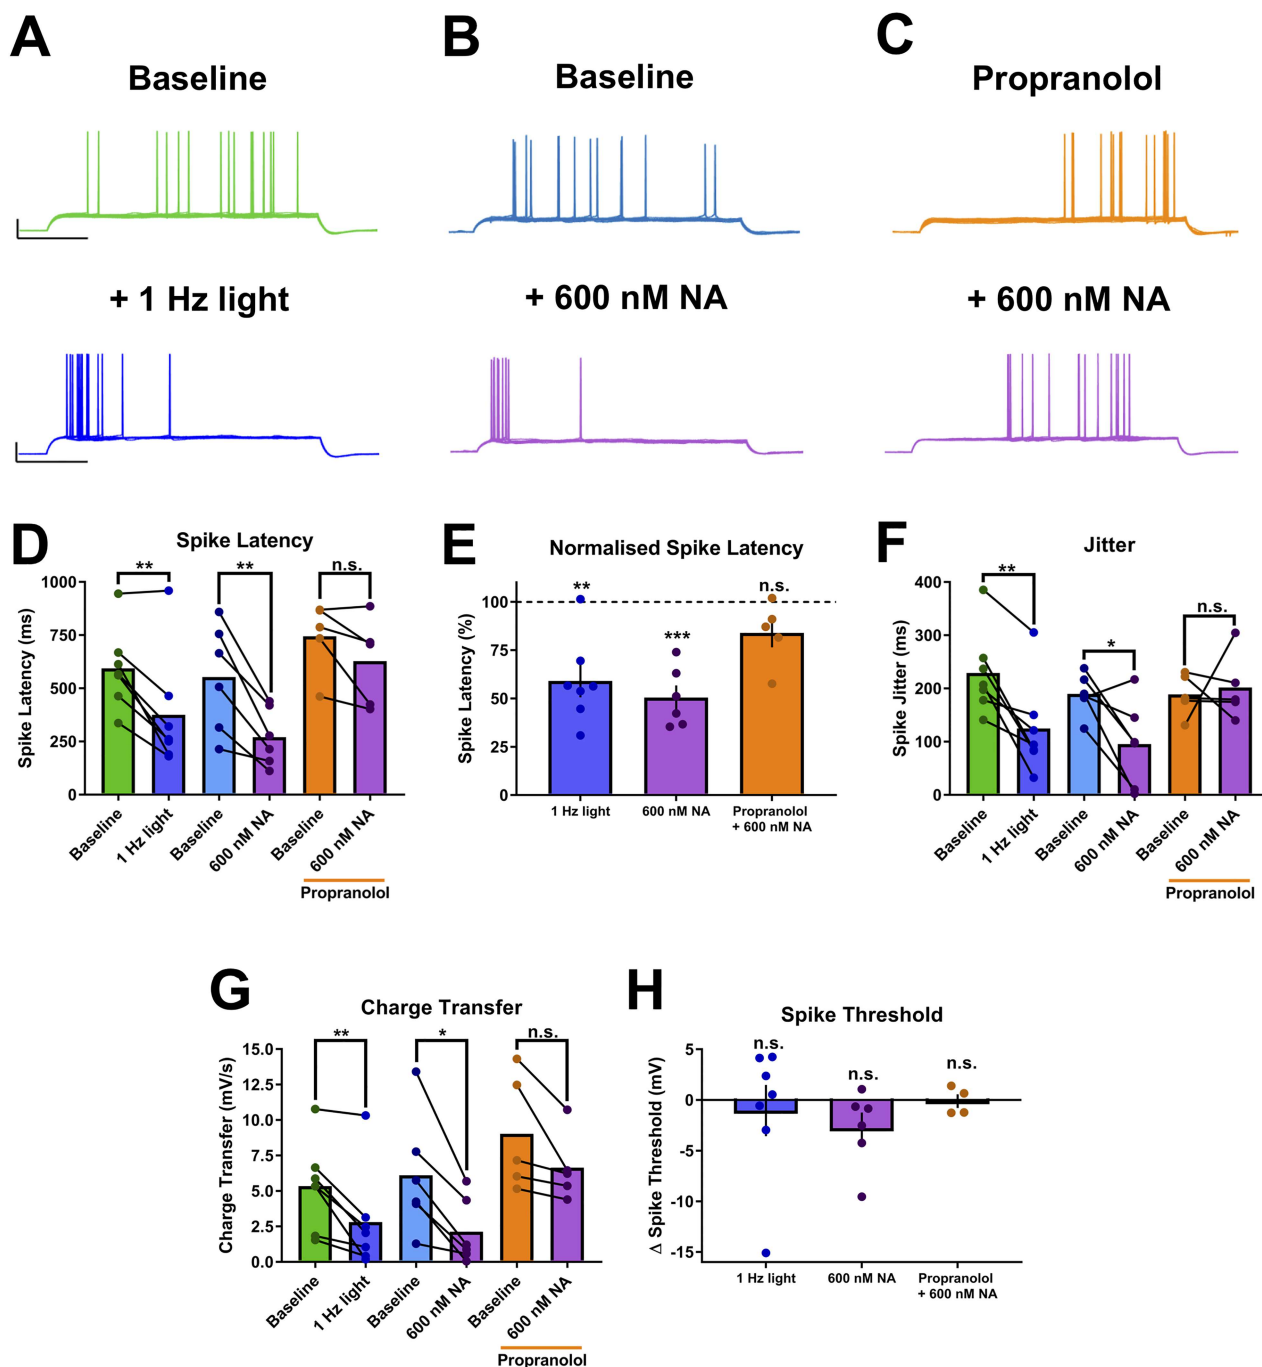 A
B
C
Baseline
Baseline
Propranolol
+ 1 Hz light
+ 600 nM NA
+ 600 nM NA
D
Spike Latency
**
**
n.s.
1000
750
500
250
0
Spike Latency (ms)
Baseline
1 Hz light
Baseline
600 nM NA
Baseline
600 nM NA
Propranolol
E
Normalised Spike Latency
**
***
n.s.
100
75
50
25
0
Spike Latency (%)
1 Hz light
600 nM NA
Propranolol
+ 600 nM NA
F
Jitter
**
*
n.s.
400
300
200
100
0
Spike Jitter (ms)
Baseline
1 Hz light
Baseline
600 nM NA
Baseline
600 nM NA
Propranolol
G
Charge Transfer
**
*
n.s.
15.0
12.5
10.0
7.5
5.0
2.5
0.0
Charge Transfer (mV/s)
Baseline
1 Hz light
Baseline
600 nM NA
Baseline
600 nM NA
Propranolol
H
Spike Threshold
n.s.
n.s.
n.s.
5
0
-5
-10
-15
Δ Spike Threshold (mV)
1 Hz light
600 nM NA
Propranolol
+ 600 nM NA